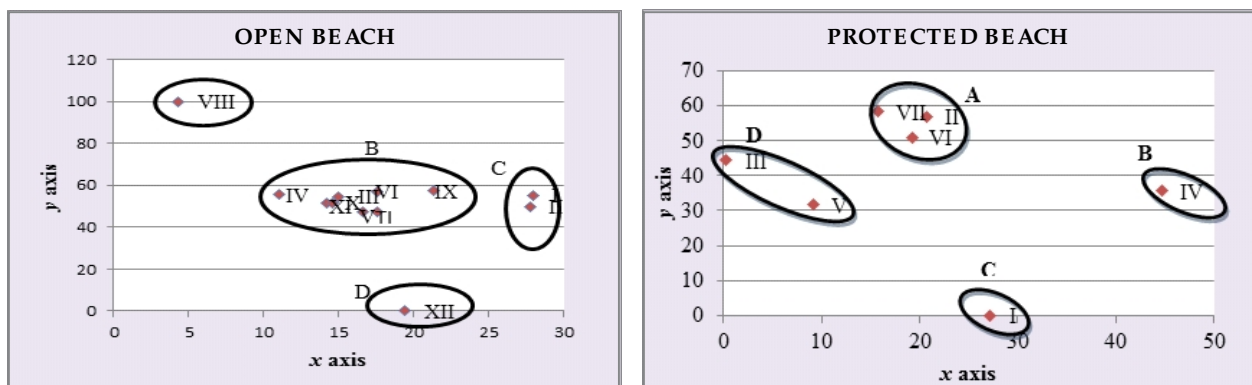 OPEN BEACH
120
100
80
60
40
20
0
0
5
10
15
20
25
30
y axis
x axis
VIII
B
C
IV
VI
IX
III
X
XI
V
I
II
D
XII
PROTECTED BEACH
70
60
50
40
30
20
10
0
0
10
20
30
40
50
y axis
x axis
A
VII
II
VI
D
III
V
B
IV
C
I